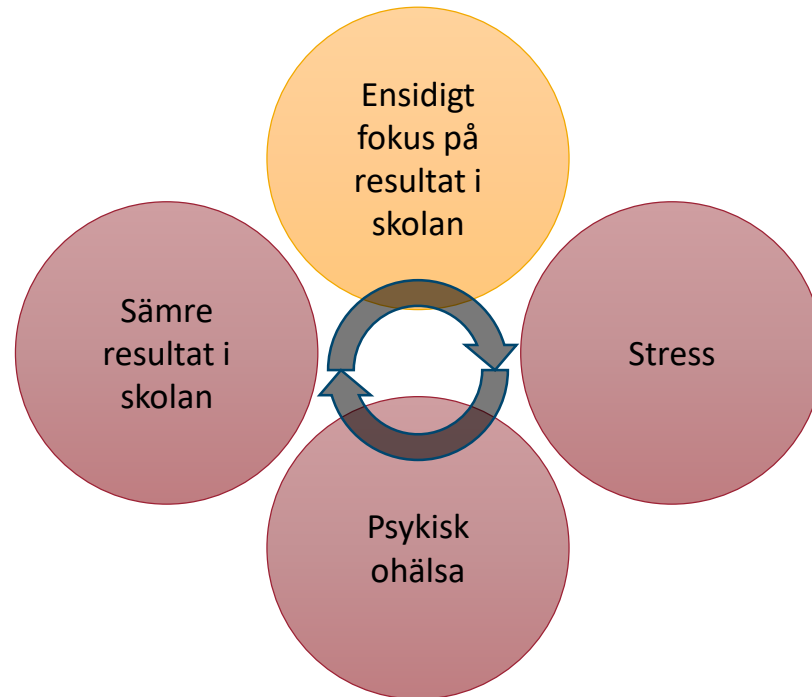 Ensidigt
fokus på
resultat i
skolan
Stress
Psykisk
ohälsa
Sämre
resultat i
skolan